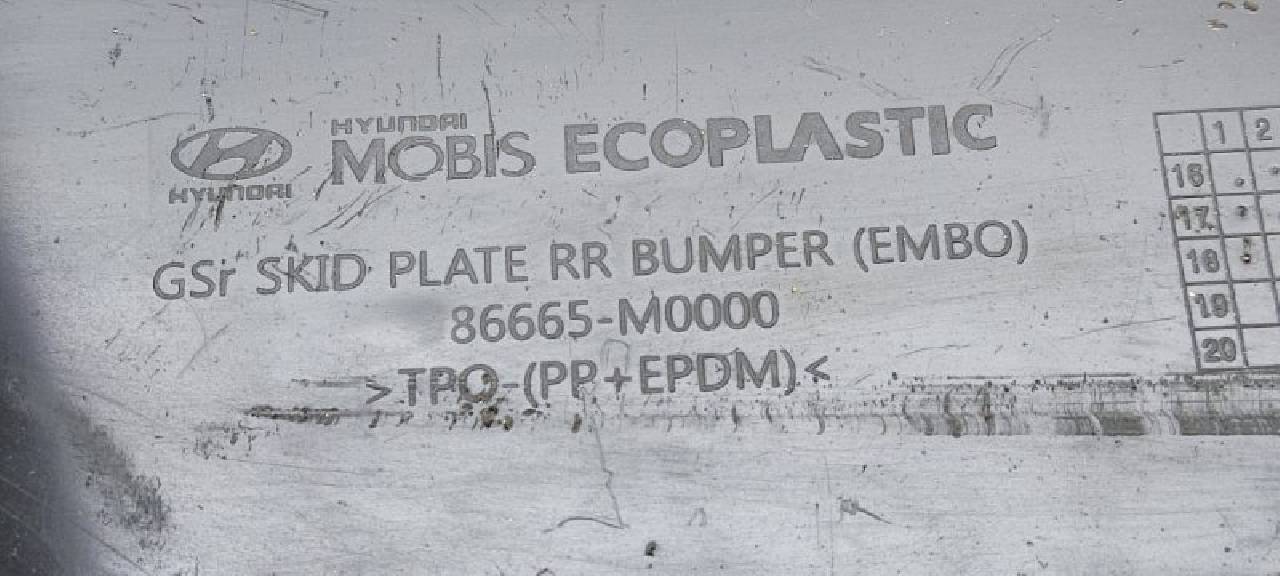 HYUNDAI
HYUNDAI
MOBIS ECOPLASTIC
GSr SKID PLATE RR BUMPER (EMBO)
86665-M0000
>TPO-(PP+EPDM)<
1 2
16
17
18
19
20